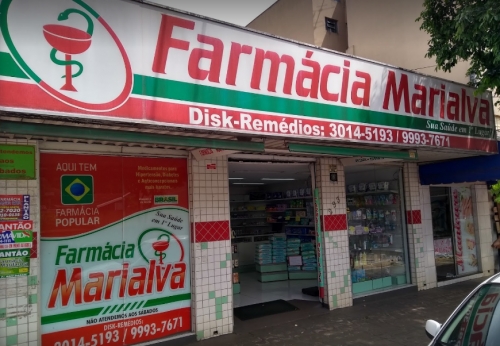 Farmácia Marialva
Sua Saúde em 1º Lugar
Disk-Remédios: 3014-5193 / 9993-7671
AQUI TEM
FARMÁCIA
POPULAR
Sua Saúde
em 1º Lugar
Farmácia
Marialva
NÃO ATENDEMOS AOS SÁBADOS
DISK-REMÉDIOS:
3014-5193 / 9993-7671
PLANTÃO